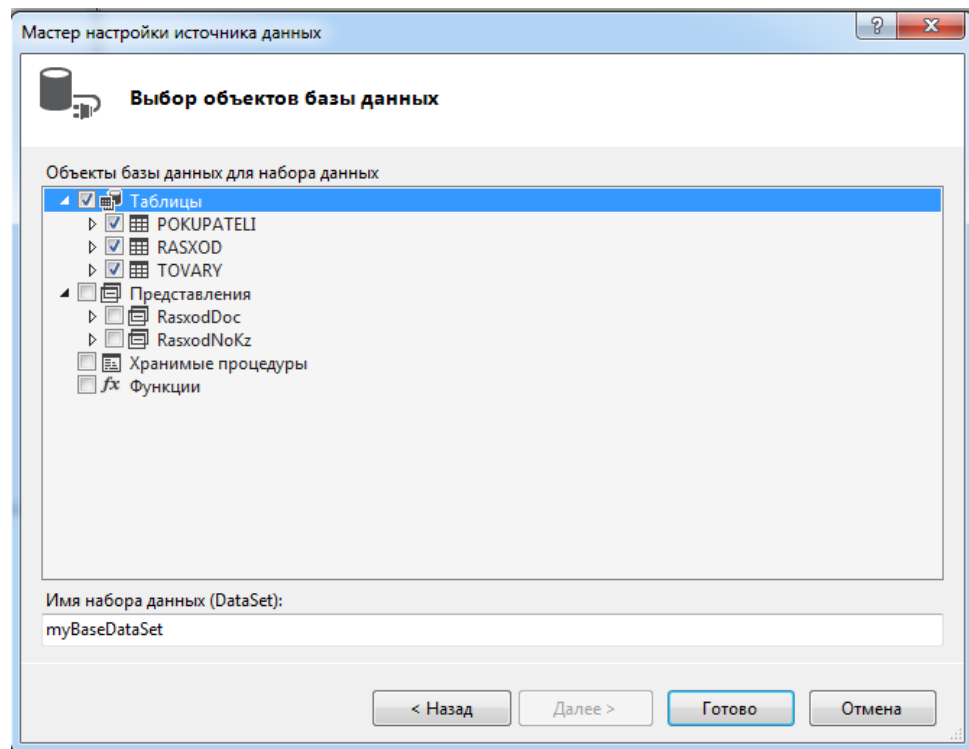 Мастер настройки источника данных
Выбор объектов базы данных
Объекты базы данных для набора данных
Таблицы
POKUPATELI
RASXOD
TOVARY
Представления
RasxodDoc
RasxodNoKz
Хранимые процедуры
fx Функции
Имя набора данных (DataSet):
myBaseDataSet
< Назад Далее > Готово Отмена